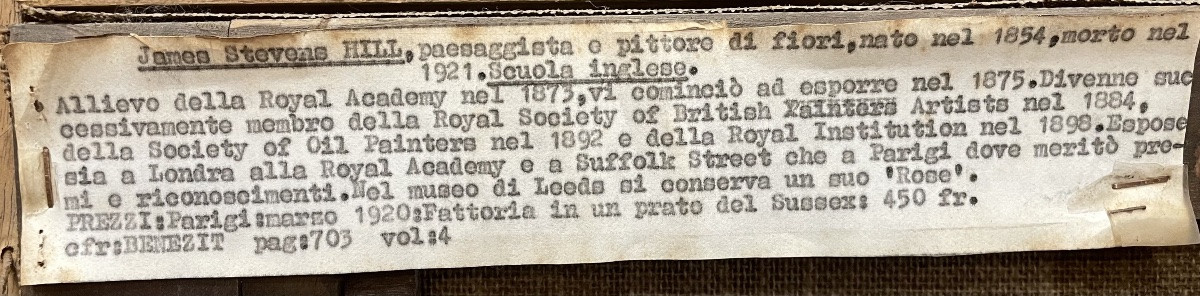 James Stevens HILL,paesaggista e pittore di fiori,nato nel 1854,morto nel
1921.Scuola inglese.
Allievo della Royal Academy nel 1873,vi cominciò ad esporre nel 1875.Divenne suc
cessivamente membro della Royal Society of British Painters Artists nel 1884,
della Society of Oil Painters nel 1892 e della Royal Institution nel 1898.Espose
sia a Londra alla Royal Academy e a Suffolk Street che a Parigi dove meritò pre-
mi e riconoscimenti.Nel museo di Leeds si conserva un suo "Rose".
PREZZI:Parigi:marzo 1920:Fattoria in un prato del Sussex: 450 fr.
cfr:BENEZIT pag:703 vol:4